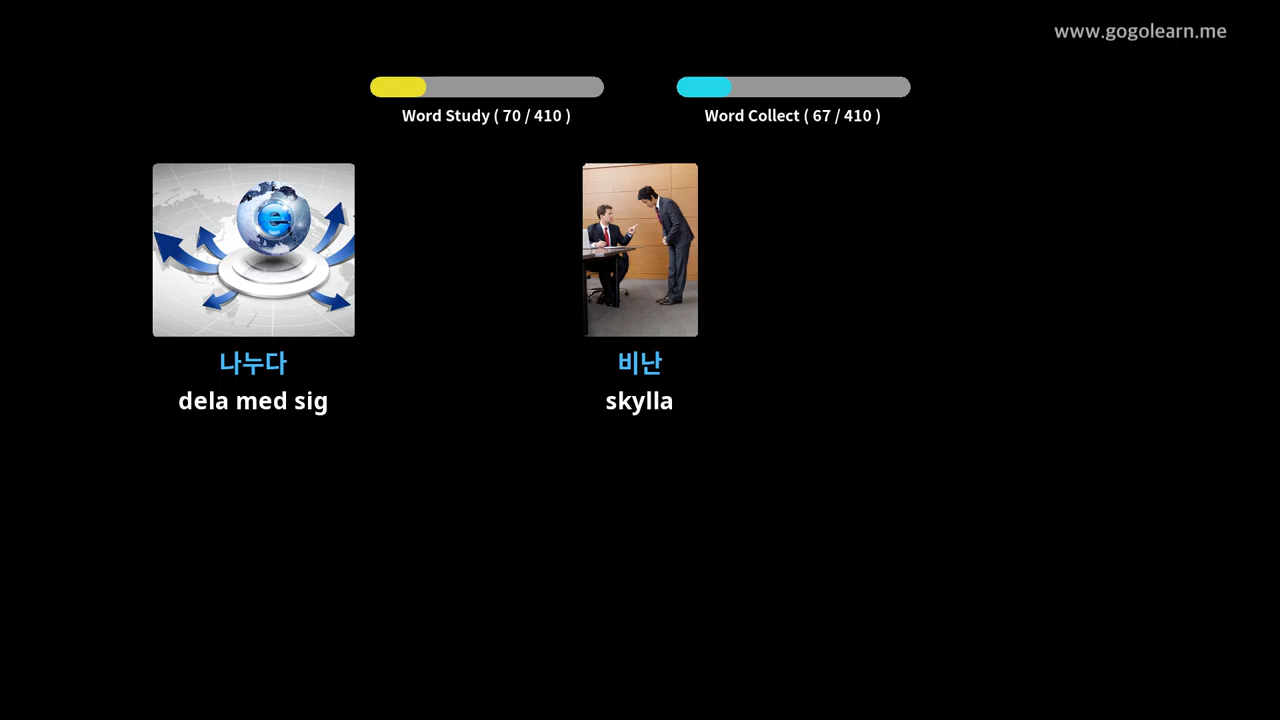 www.gogolearn.me
Word Study ( 70 / 410 )
Word Collect ( 67 / 410 )
e
나누다
dela med sig
비난
skylla